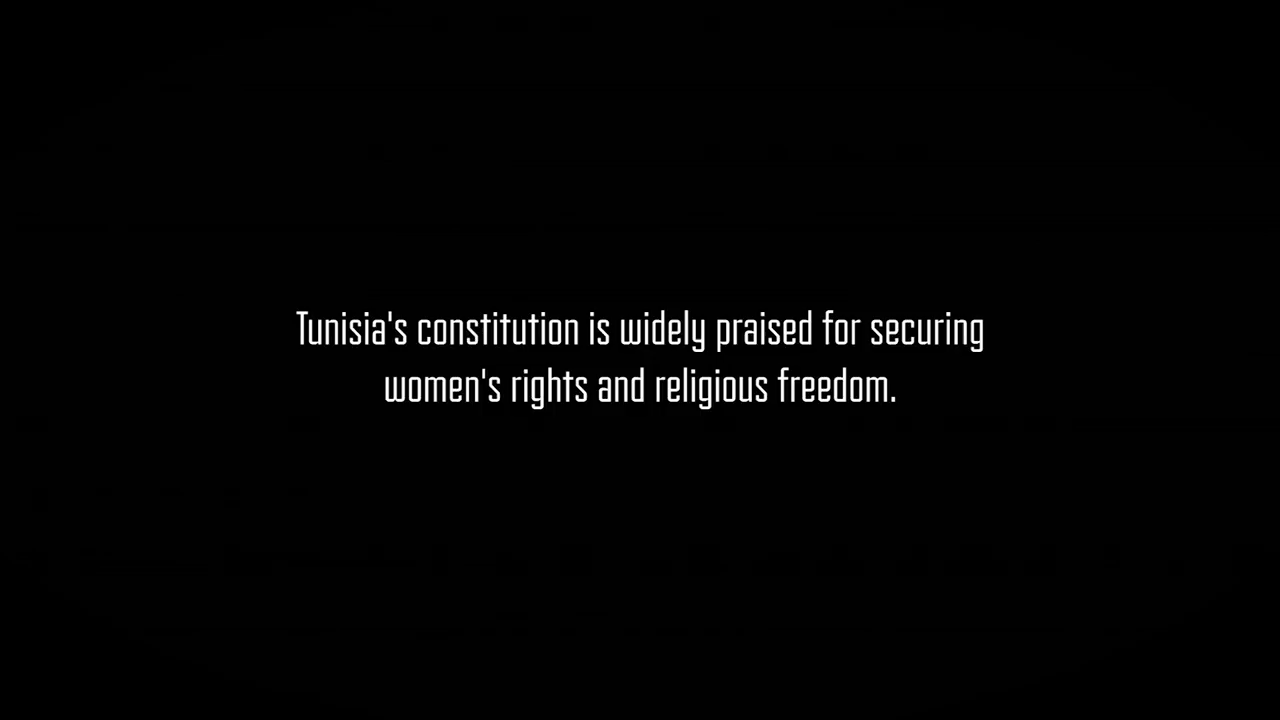 Tunisia's constitution is widely praised for securing
women's rights and religious freedom.